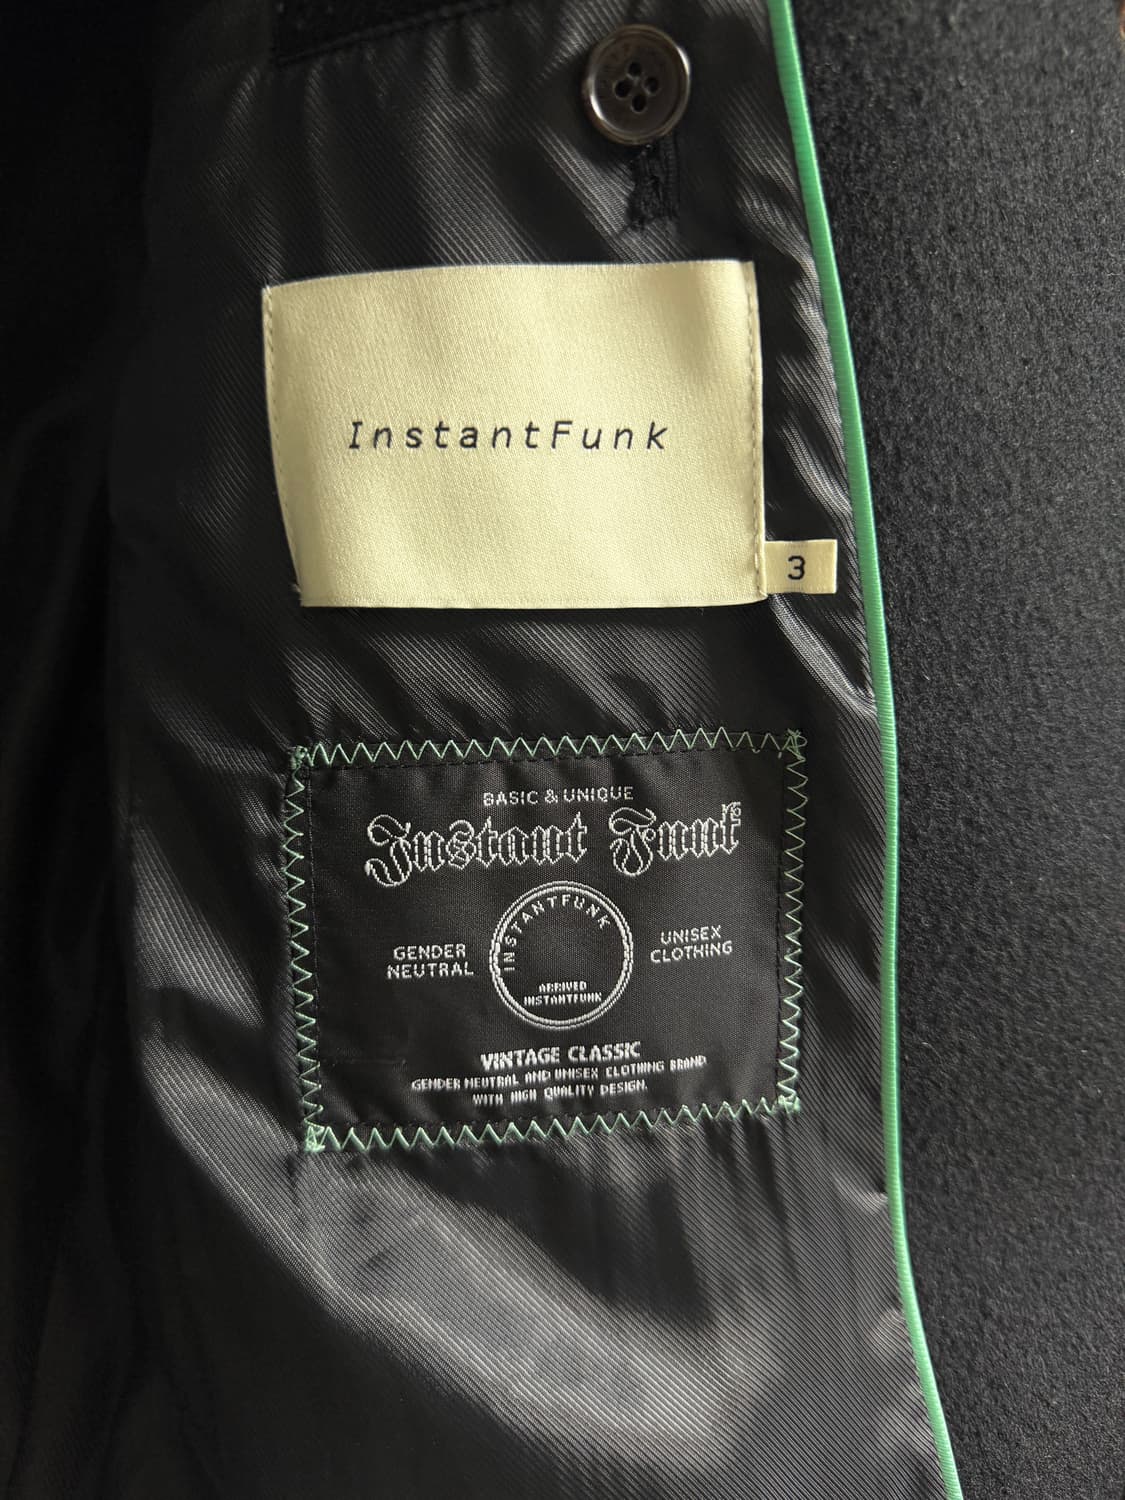 InstantFunk
3
BASIC & UNIQUE
Instant Funk
GENDER
NEUTRAL
INSTANTFUNK
ARRIVED
INSTANTFUNK
UNISEX
CLOTHING
VINTAGE CLASSIC
GENDER NEUTRAL AND UNISEX CLOTHING BRAND
WITH HIGH QUALITY DESIGN.